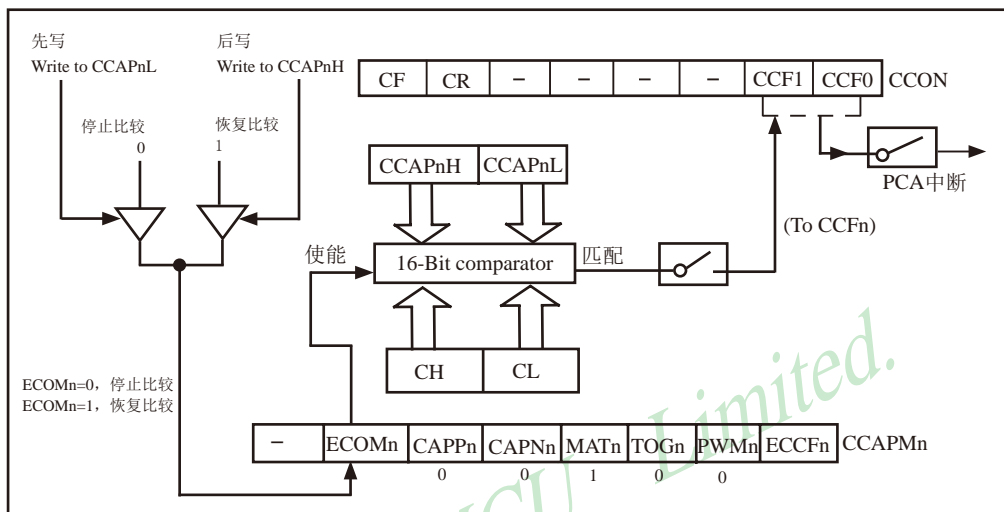 先写
Write to CCAPnL
后写
Write to CCAPnH
CF CR – – – – CCF1 CCF0 CCON
停止比较
0
恢复比较
1
PCA中断
CCAPnH CCAPnL
(To CCFn)
使能
16-Bit comparator
匹配
CH CL
ECOMn=0，停止比较
ECOMn=1，恢复比较
– ECOMn CAPPn CAPNn MATn TOGn PWMn ECCFn CCAPMn
0 0 1 0 0
MCU Limited.